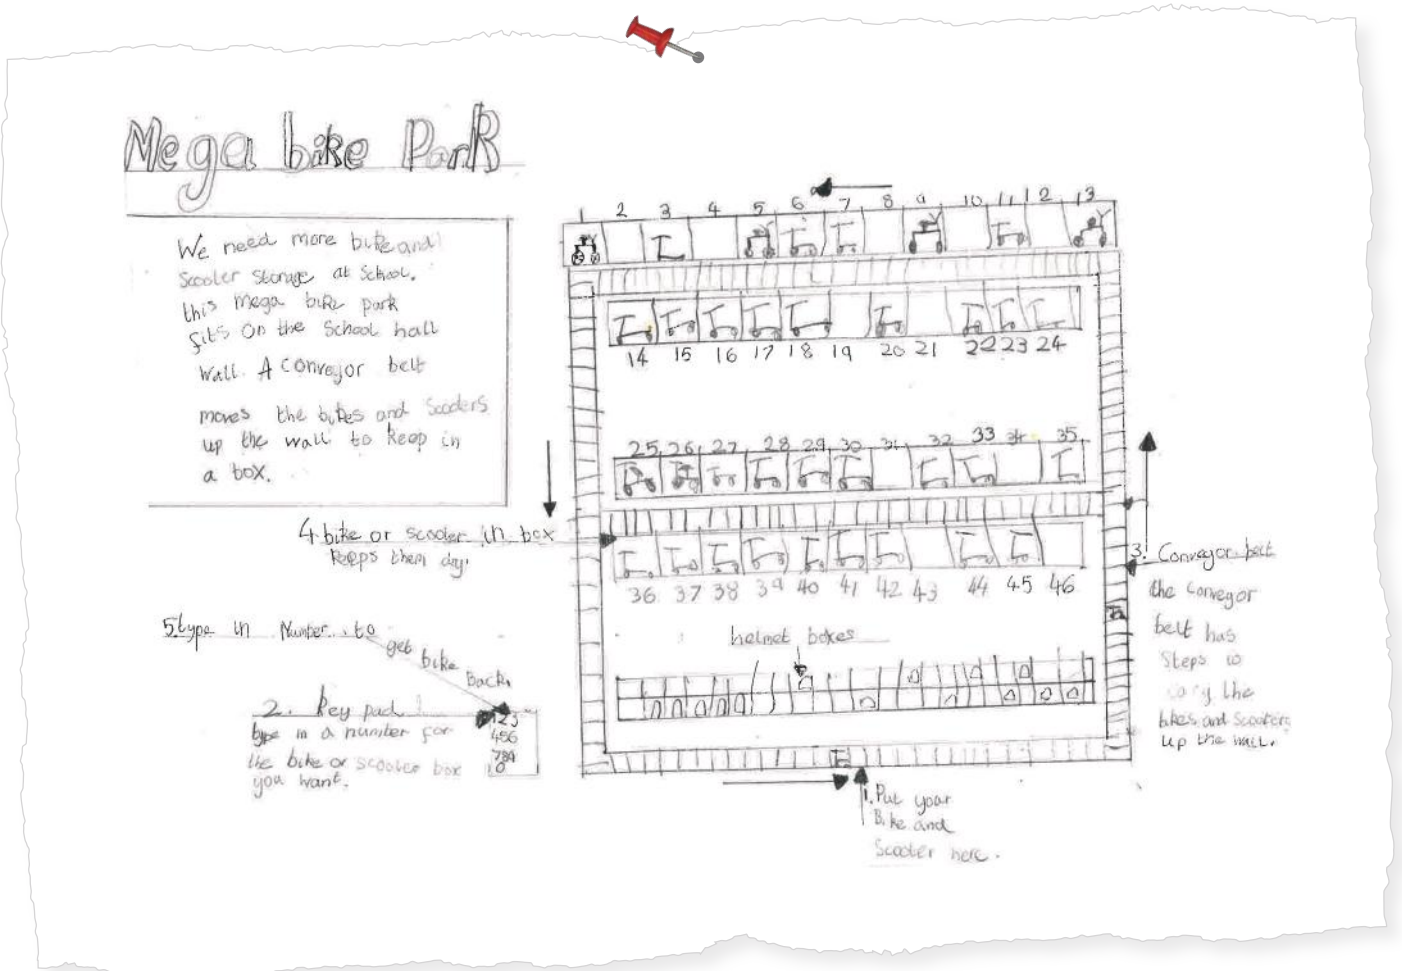 Mega bike Park
We need more bike and
Scooter storage at School.
this mega bike park
fits on the School hall
wall. A conveyor belt
moves the bikes and Scooters
up the wall to keep in
a box.
1 2 3 4 5 6 7 8 9 10 11 12 13
14 15 16 17 18 19 20 21 22 23 24
25 26 27 28 29 30 31 32 33 34 35
36 37 38 39 40 41 42 43 44 45 46
helmet boxes
1. Put your
Bike and
Scooter here.
2. Key pad
type in a number for
the bike or scooter box
you want.
123
456
789
0
3. Conveyor belt
the conveyor
belt has
Steps to
cary the
bikes and scooters
up the wall.
4. bike or scooter in box
keeps them dry.
5. type in Number to
get bike
back.